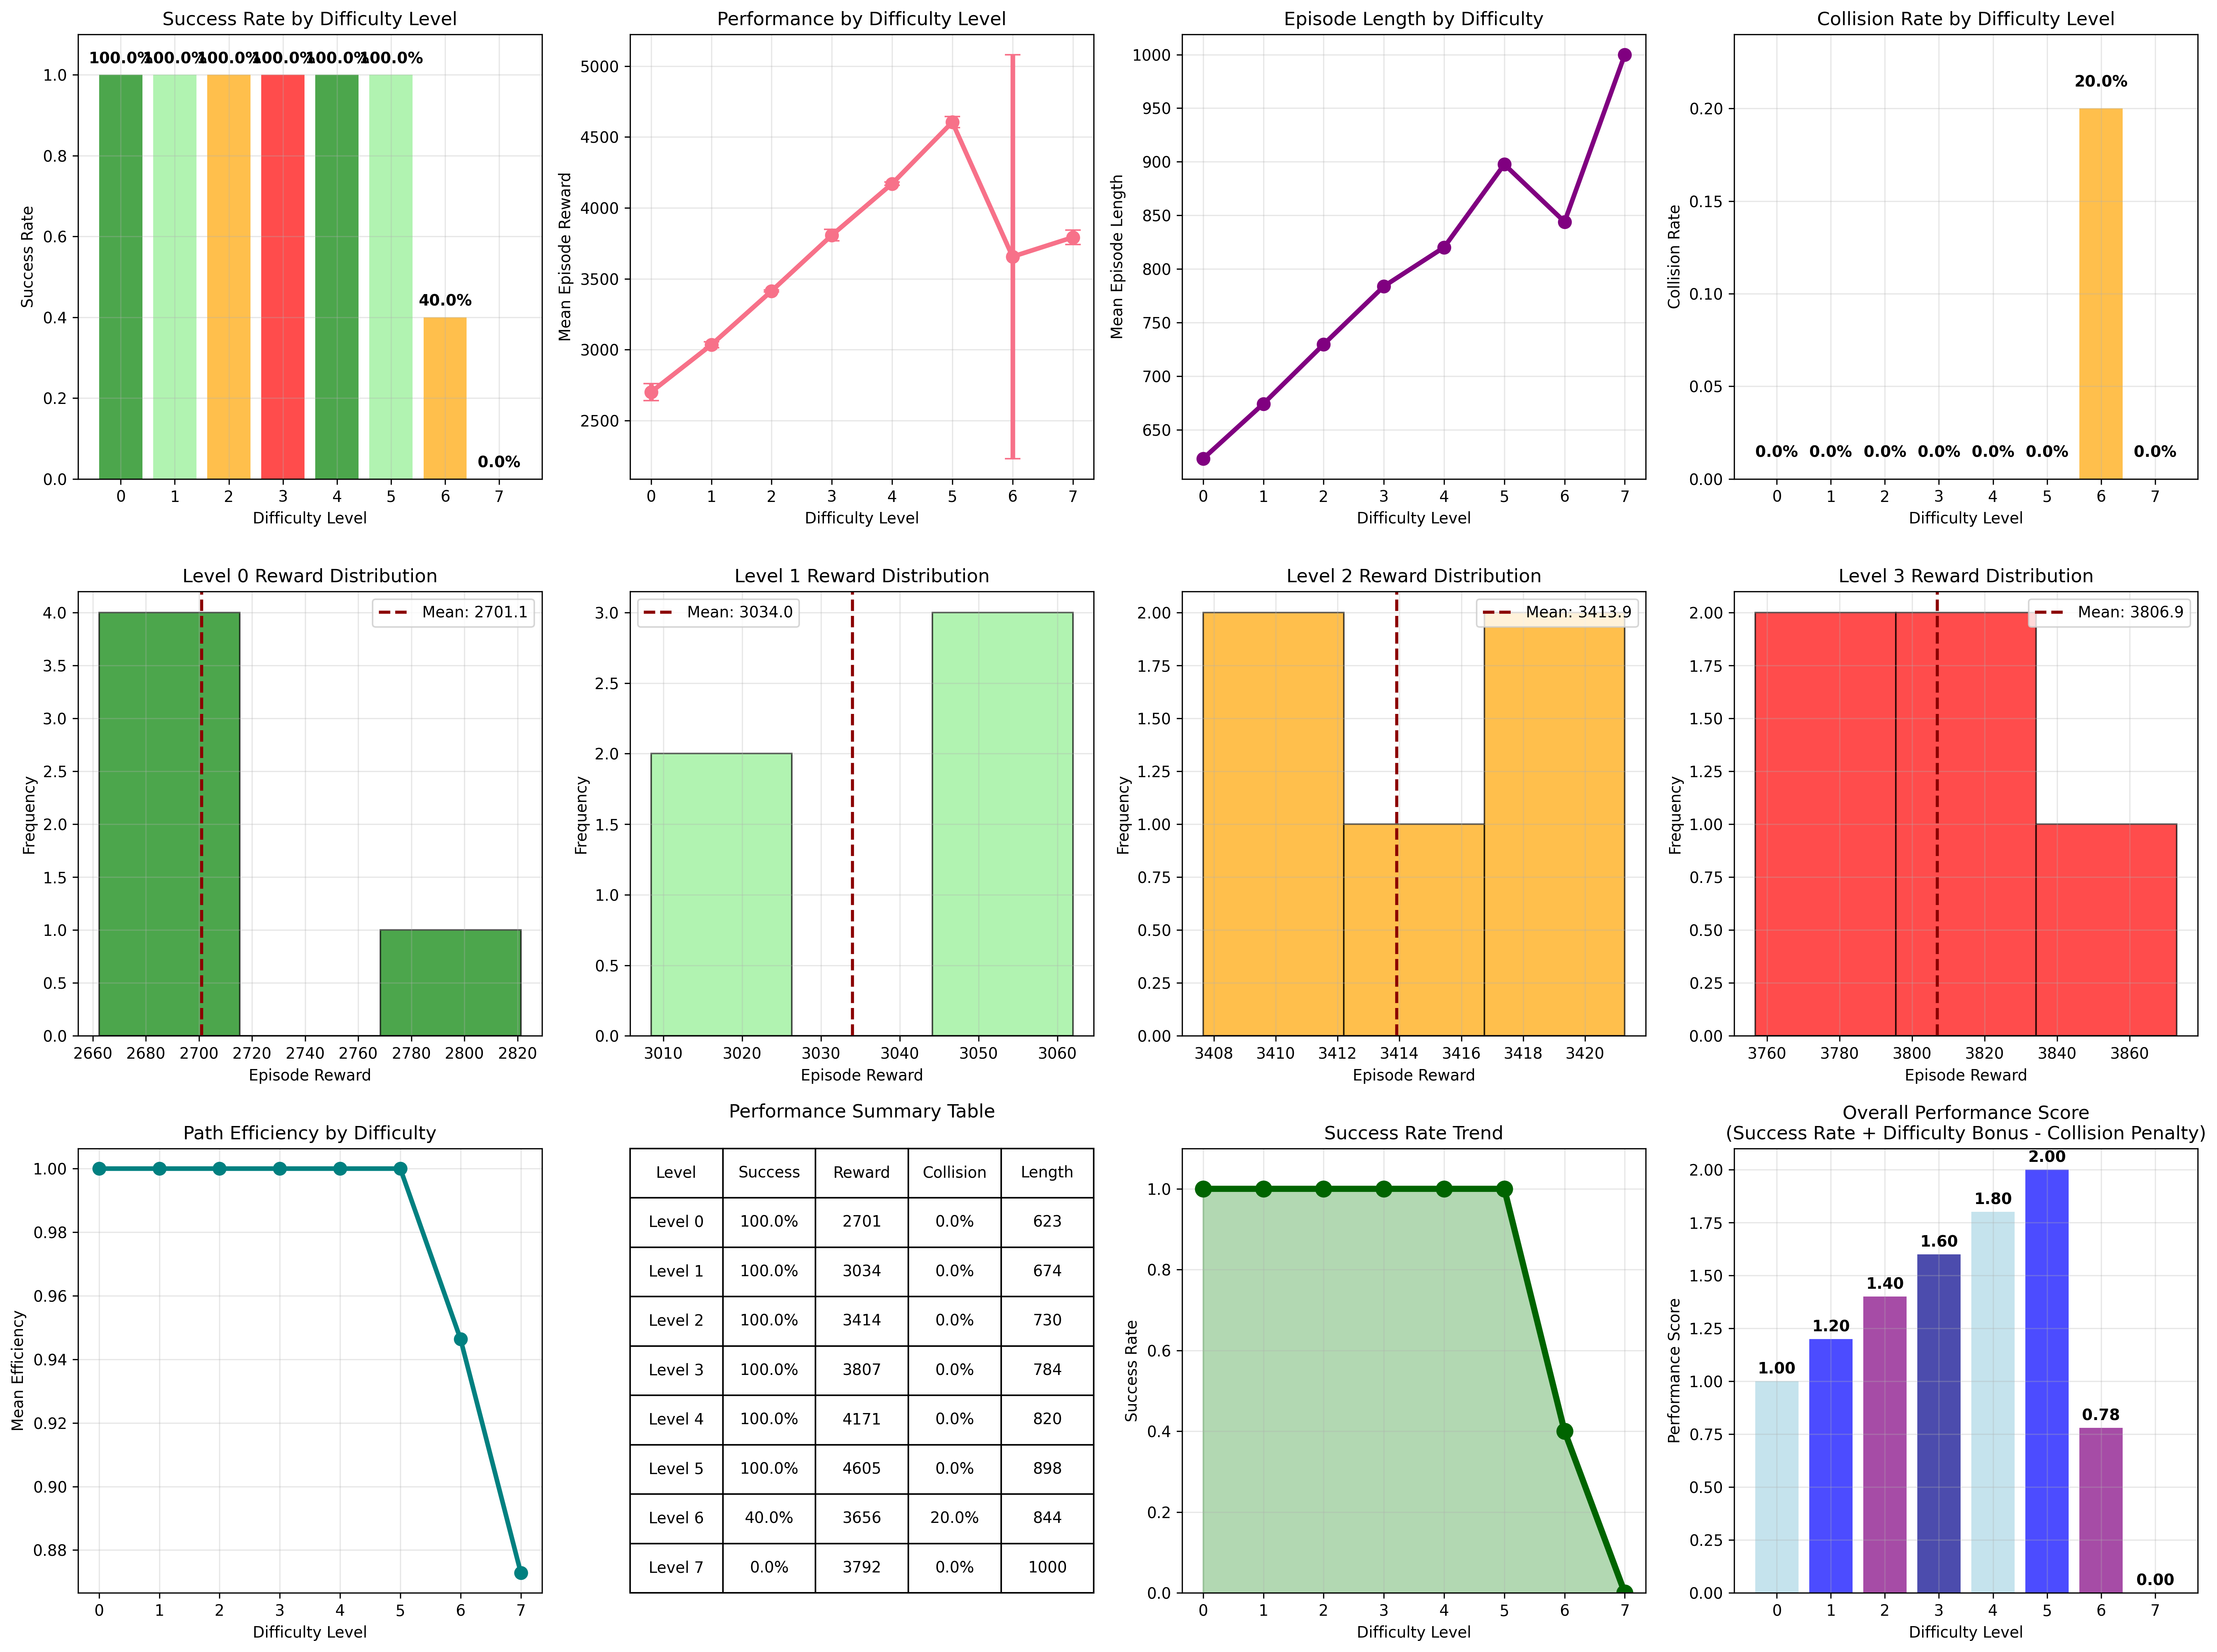 Success Rate by Difficulty Level
100.0% 100.0% 100.0% 100.0% 100.0% 100.0%
40.0%
0.0%
1.0
0.8
0.6
0.4
0.2
0.0
Success Rate
0 1 2 3 4 5 6 7
Difficulty Level
Performance by Difficulty Level
5000
4500
4000
3500
3000
2500
Mean Episode Reward
0 1 2 3 4 5 6 7
Difficulty Level
Episode Length by Difficulty
1000
950
900
850
800
750
700
650
Mean Episode Length
0 1 2 3 4 5 6 7
Difficulty Level
Collision Rate by Difficulty Level
20.0%
0.0% 0.0% 0.0% 0.0% 0.0% 0.0% 0.0%
0.20
0.15
0.10
0.05
0.00
Collision Rate
0 1 2 3 4 5 6 7
Difficulty Level
Level 0 Reward Distribution
Mean: 2701.1
4.0
3.5
3.0
2.5
2.0
1.5
1.0
0.5
0.0
Frequency
2660 2680 2700 2720 2740 2760 2780 2800 2820
Episode Reward
Level 1 Reward Distribution
Mean: 3034.0
3.0
2.5
2.0
1.5
1.0
0.5
0.0
Frequency
3010 3020 3030 3040 3050 3060
Episode Reward
Level 2 Reward Distribution
Mean: 3413.9
2.00
1.75
1.50
1.25
1.00
0.75
0.50
0.25
0.00
Frequency
3408 3410 3412 3414 3416 3418 3420
Episode Reward
Level 3 Reward Distribution
Mean: 3806.9
2.00
1.75
1.50
1.25
1.00
0.75
0.50
0.25
0.00
Frequency
3760 3780 3800 3820 3840 3860
Episode Reward
Path Efficiency by Difficulty
1.00
0.98
0.96
0.94
0.92
0.90
0.88
Mean Efficiency
0 1 2 3 4 5 6 7
Difficulty Level
Performance Summary Table
Level Success Reward Collision Length
Level 0 100.0% 2701 0.0% 623
Level 1 100.0% 3034 0.0% 674
Level 2 100.0% 3414 0.0% 730
Level 3 100.0% 3807 0.0% 784
Level 4 100.0% 4171 0.0% 820
Level 5 100.0% 4605 0.0% 898
Level 6 40.0% 3656 20.0% 844
Level 7 0.0% 3792 0.0% 1000
Success Rate Trend
1.0
0.8
0.6
0.4
0.2
0.0
Success Rate
0 1 2 3 4 5 6 7
Difficulty Level
Overall Performance Score
(Success Rate + Difficulty Bonus - Collision Penalty)
1.00 1.20 1.40 1.60 1.80 2.00 0.78 0.00
2.00
1.75
1.50
1.25
1.00
0.75
0.50
0.25
0.00
Performance Score
0 1 2 3 4 5 6 7
Difficulty Level